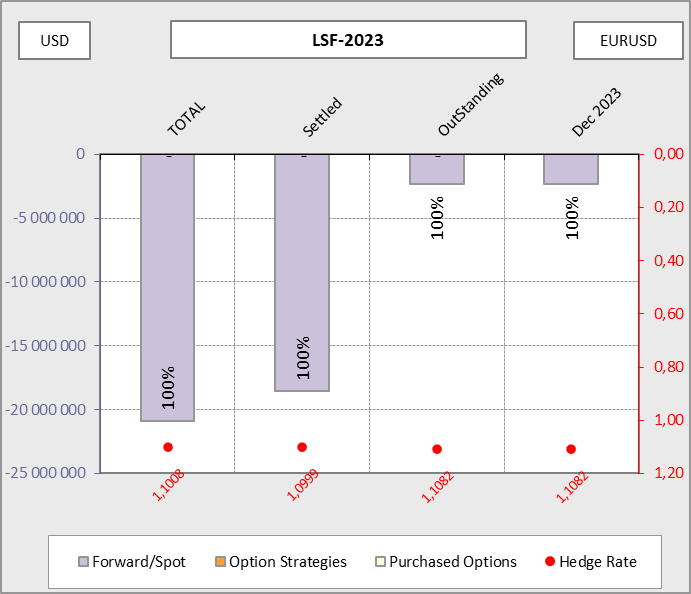 USD LSF-2023 EURUSD
TOTAL Settled OutStanding Dec 2023
0 - - - 0,00
-5 000 000 100% 100% 0,20
-10 000 000 0,40
0,60
-15 000 000 100% 100% 0,80
-20 000 000 1,00
-25 000 000 1,1008 1,0999 1,1082 1,1082 1,20
Forward/Spot Option Strategies Purchased Options Hedge Rate